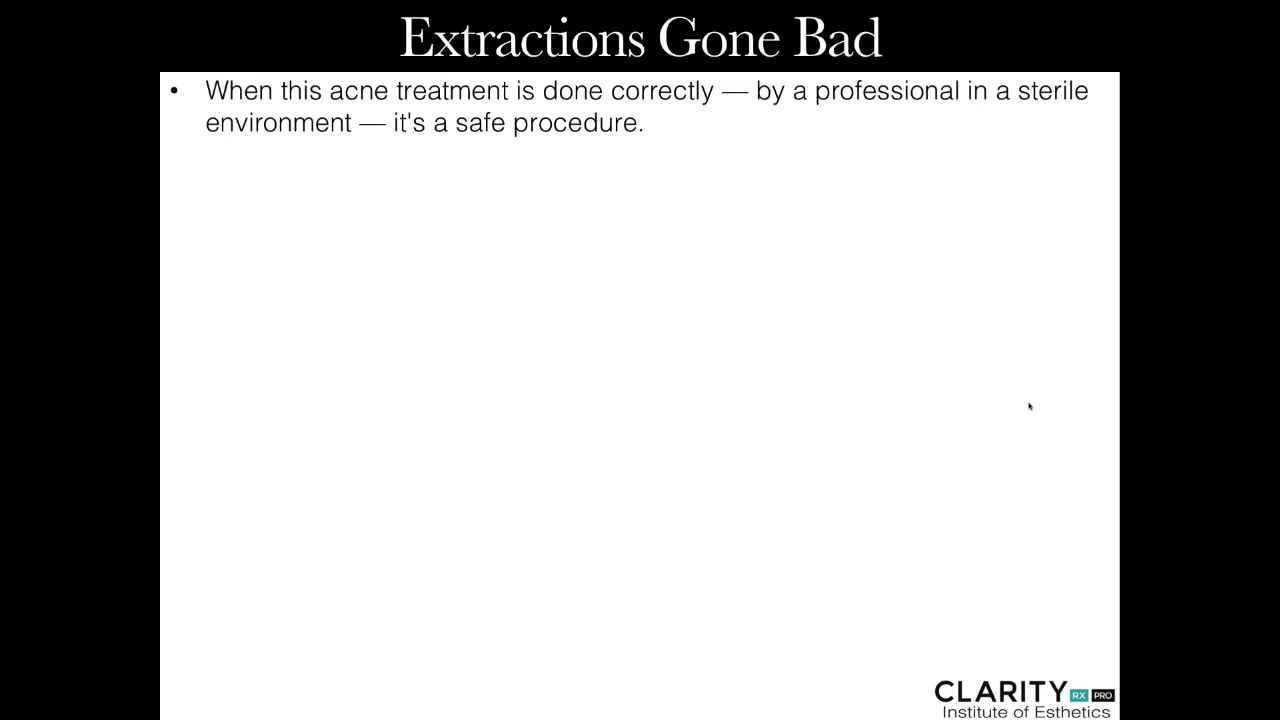 Extractions Gone Bad
• When this acne treatment is done correctly — by a professional in a sterile
environment — it's a safe procedure.
CLARITY RX PRO
Institute of Esthetics